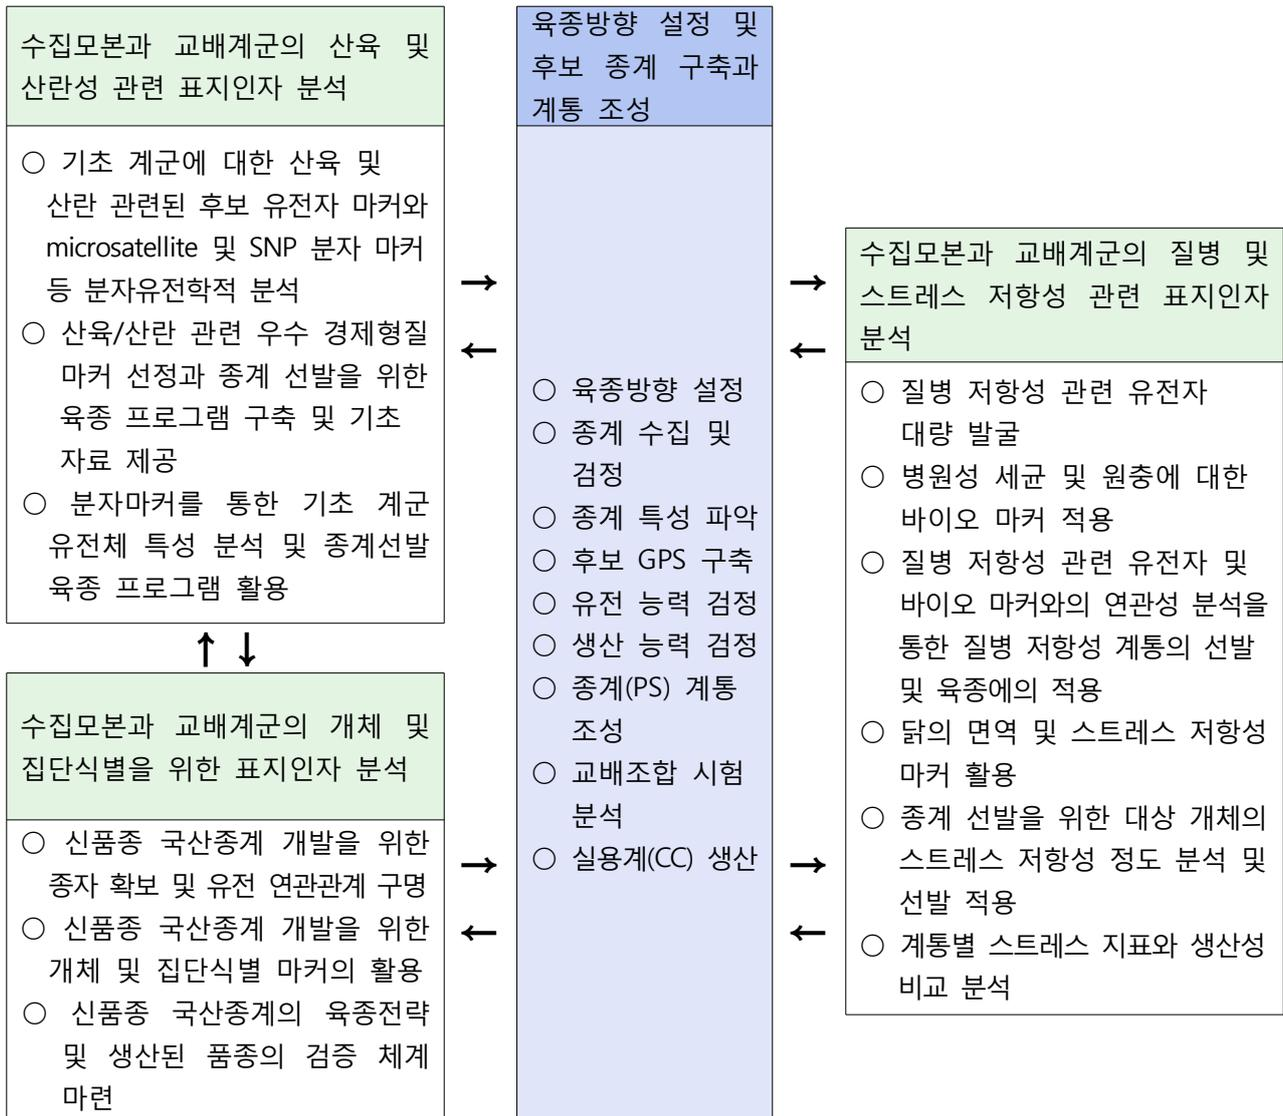 수집모본과 교배계군의 산육 및
산란성 관련 표지인자 분석
○ 기초 계군에 대한 산육 및
산란 관련된 후보 유전자 마커와
microsatellite 및 SNP 분자 마커
등 분자유전학적 분석
○ 산육/산란 관련 우수 경제형질
마커 선정과 종계 선발을 위한
육종 프로그램 구축 및 기초
자료 제공
○ 분자마커를 통한 기초 계군
유전체 특성 분석 및 종계선발
육종 프로그램 활용
↑ ↓
수집모본과 교배계군의 개체 및
집단식별을 위한 표지인자 분석
○ 신품종 국산종계 개발을 위한
종자 확보 및 유전 연관관계 구명
○ 신품종 국산종계 개발을 위한
개체 및 집단식별 마커의 활용
○ 신품종 국산종계의 육종전략
및 생산된 품종의 검증 체계
마련
→
←
→
←
육종방향 설정 및
후보 종계 구축과
계통 조성
○ 육종방향 설정
○ 종계 수집 및
검정
○ 종계 특성 파악
○ 후보 GPS 구축
○ 유전 능력 검정
○ 생산 능력 검정
○ 종계(PS) 계통
조성
○ 교배조합 시험
분석
○ 실용계(CC) 생산
→
←
→
←
수집모본과 교배계군의 질병 및
스트레스 저항성 관련 표지인자
분석
○ 질병 저항성 관련 유전자
대량 발굴
○ 병원성 세균 및 원충에 대한
바이오 마커 적용
○ 질병 저항성 관련 유전자 및
바이오 마커와의 연관성 분석을
통한 질병 저항성 계통의 선발
및 육종에의 적용
○ 닭의 면역 및 스트레스 저항성
마커 활용
○ 종계 선발을 위한 대상 개체의
스트레스 저항성 정도 분석 및
선발 적용
○ 계통별 스트레스 지표와 생산성
비교 분석